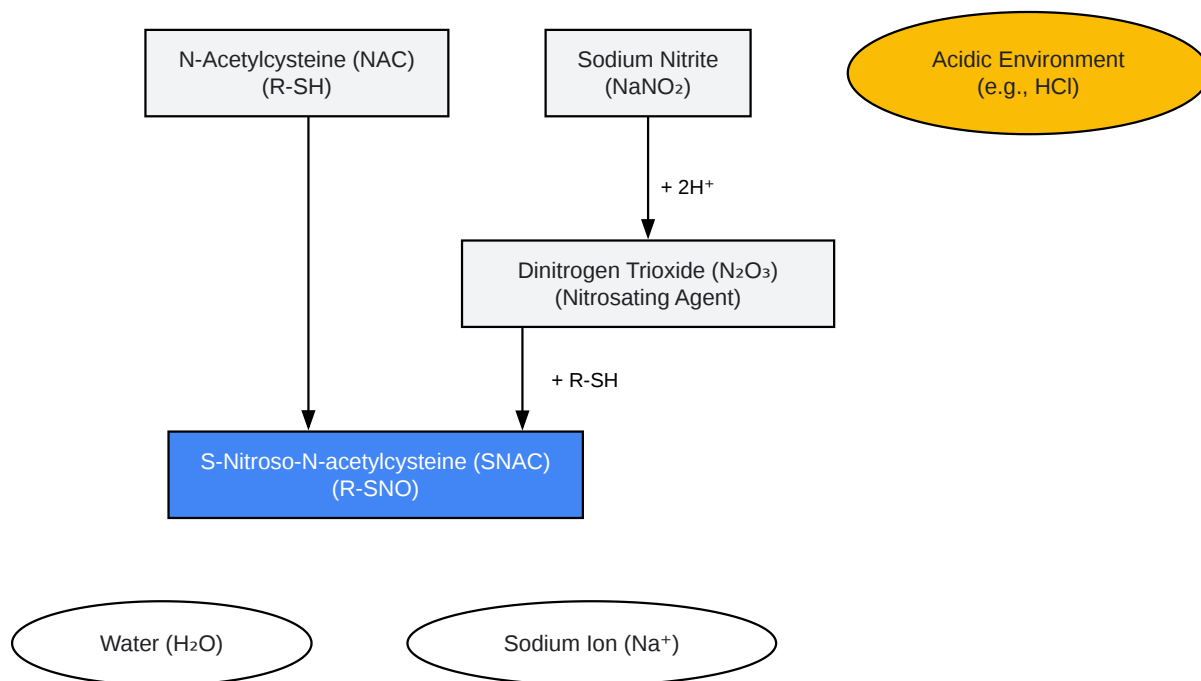 N-Acetylcysteine (NAC)
(R-SH)
Sodium Nitrite
(NaNO₂)
Acidic Environment
(e.g., HCl)
+ 2H⁺
Dinitrogen Trioxide (N₂O₃)
(Nitrosating Agent)
+ R-SH
S-Nitroso-N-acetylcysteine (SNAC)
(R-SNO)
Water (H₂O)
Sodium Ion (Na⁺)